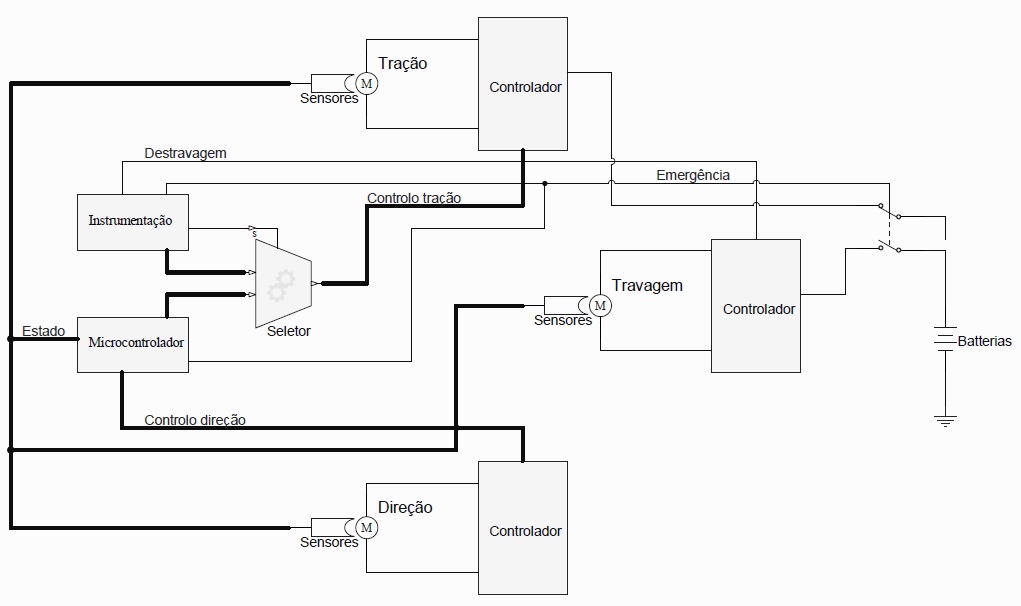 Tração
M
Sensores
Controlador
Destravagem
Emergência
Controlo tração
Instrumentação
s
Travagem
M
Sensores
Controlador
Seletor
Estado
Microcontrolador
Batterias
Controlo direção
Direção
M
Sensores
Controlador